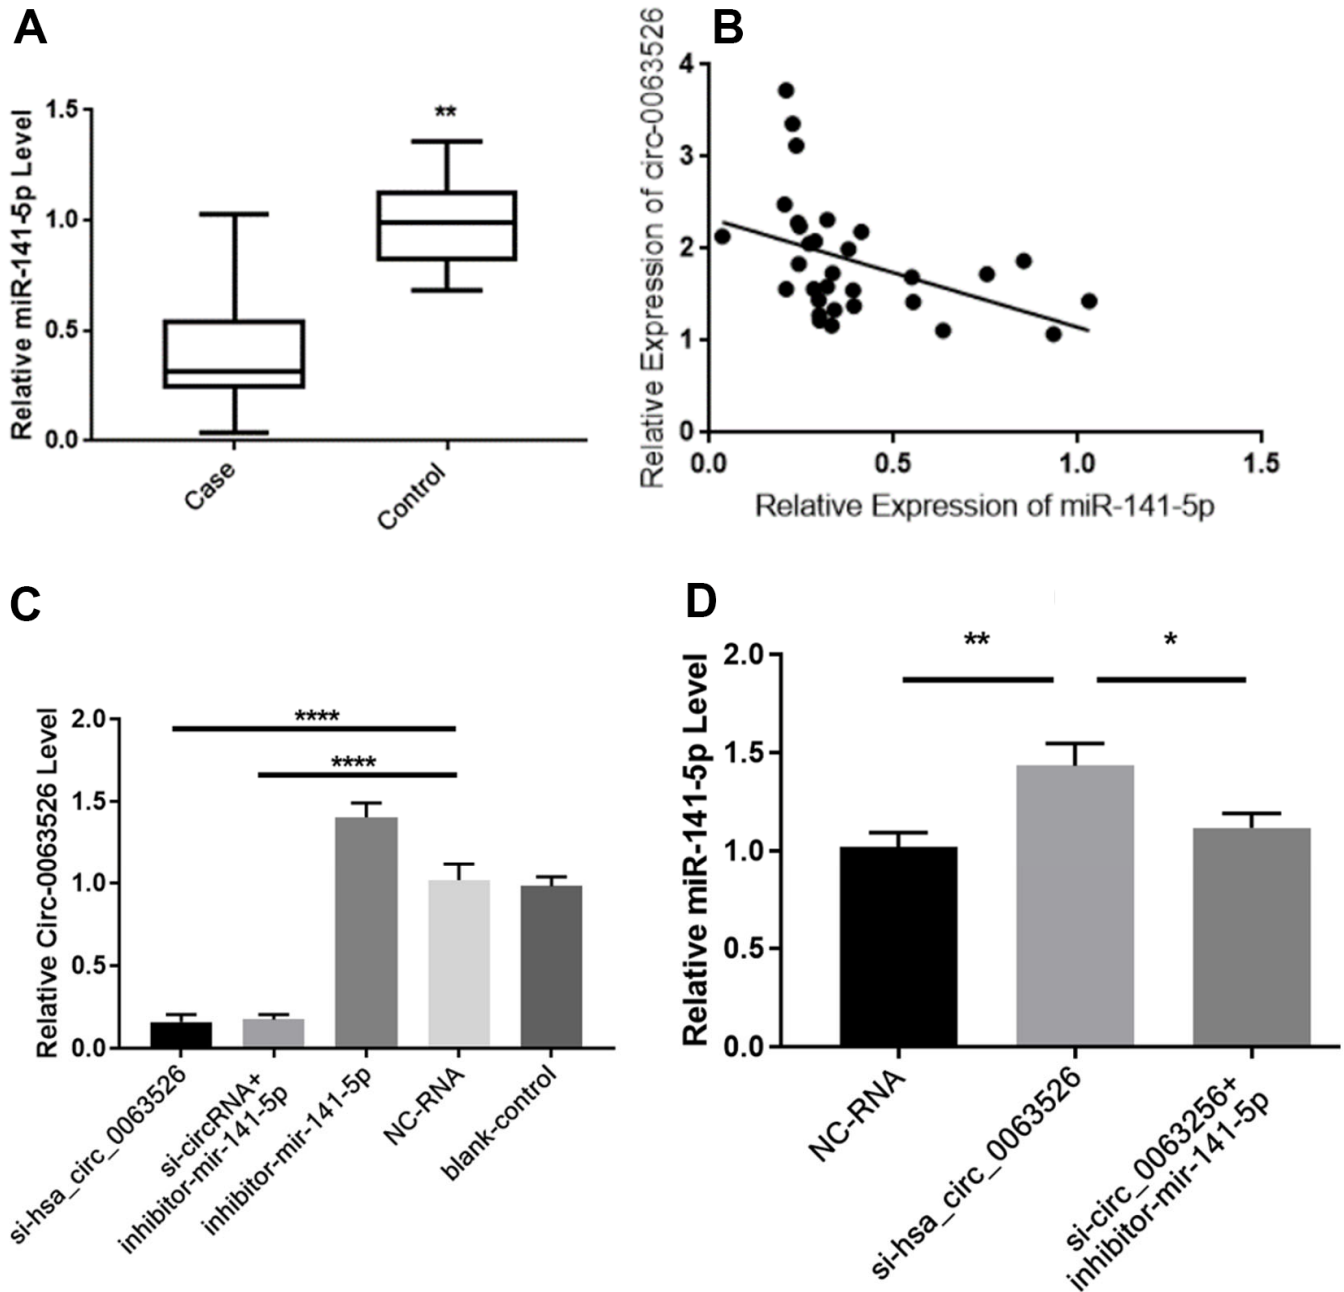 A
Relative miR-141-5p Level
1.5
1.0
0.5
0.0
**
Case
Control
B
Relative Expression of circ-0063526
4
3
2
1
0
0.0
0.5
1.0
1.5
Relative Expression of miR-141-5p
C
Relative Circ-0063526 Level
2.0
1.5
1.0
0.5
0.0
****
****
si-hsa_circ_0063526
si-circRNA+
inhibitor-mir-141-5p
inhibitor-mir-141-5p
NC-RNA
blank-control
D
Relative miR-141-5p Level
2.0
1.5
1.0
0.5
0.0
**
*
NC-RNA
si-hsa_circ_0063526
si-circ_0063256+
inhibitor-mir-141-5p